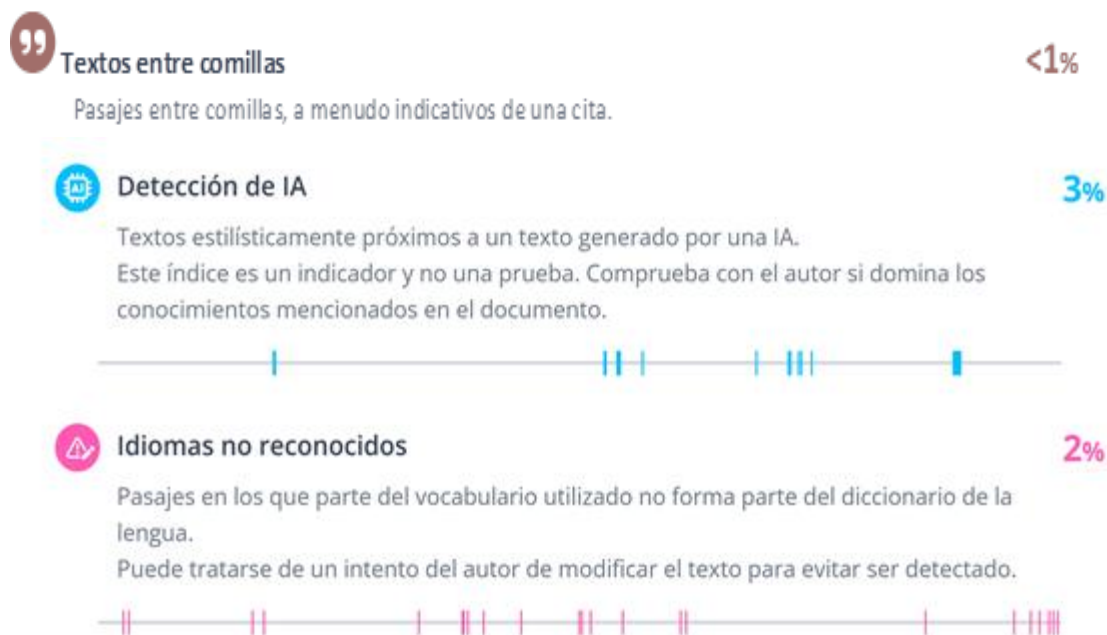 Textos entre comillas
<1%
Pasajes entre comillas, a menudo indicativos de una cita.
AI
Detección de IA
3%
Textos estilísticamente próximos a un texto generado por una IA.
Este índice es un indicador y no una prueba. Comprueba con el autor si domina los
conocimientos mencionados en el documento.
Idiomas no reconocidos
2%
Pasajes en los que parte del vocabulario utilizado no forma parte del diccionario de la
lengua.
Puede tratarse de un intento del autor de modificar el texto para evitar ser detectado.